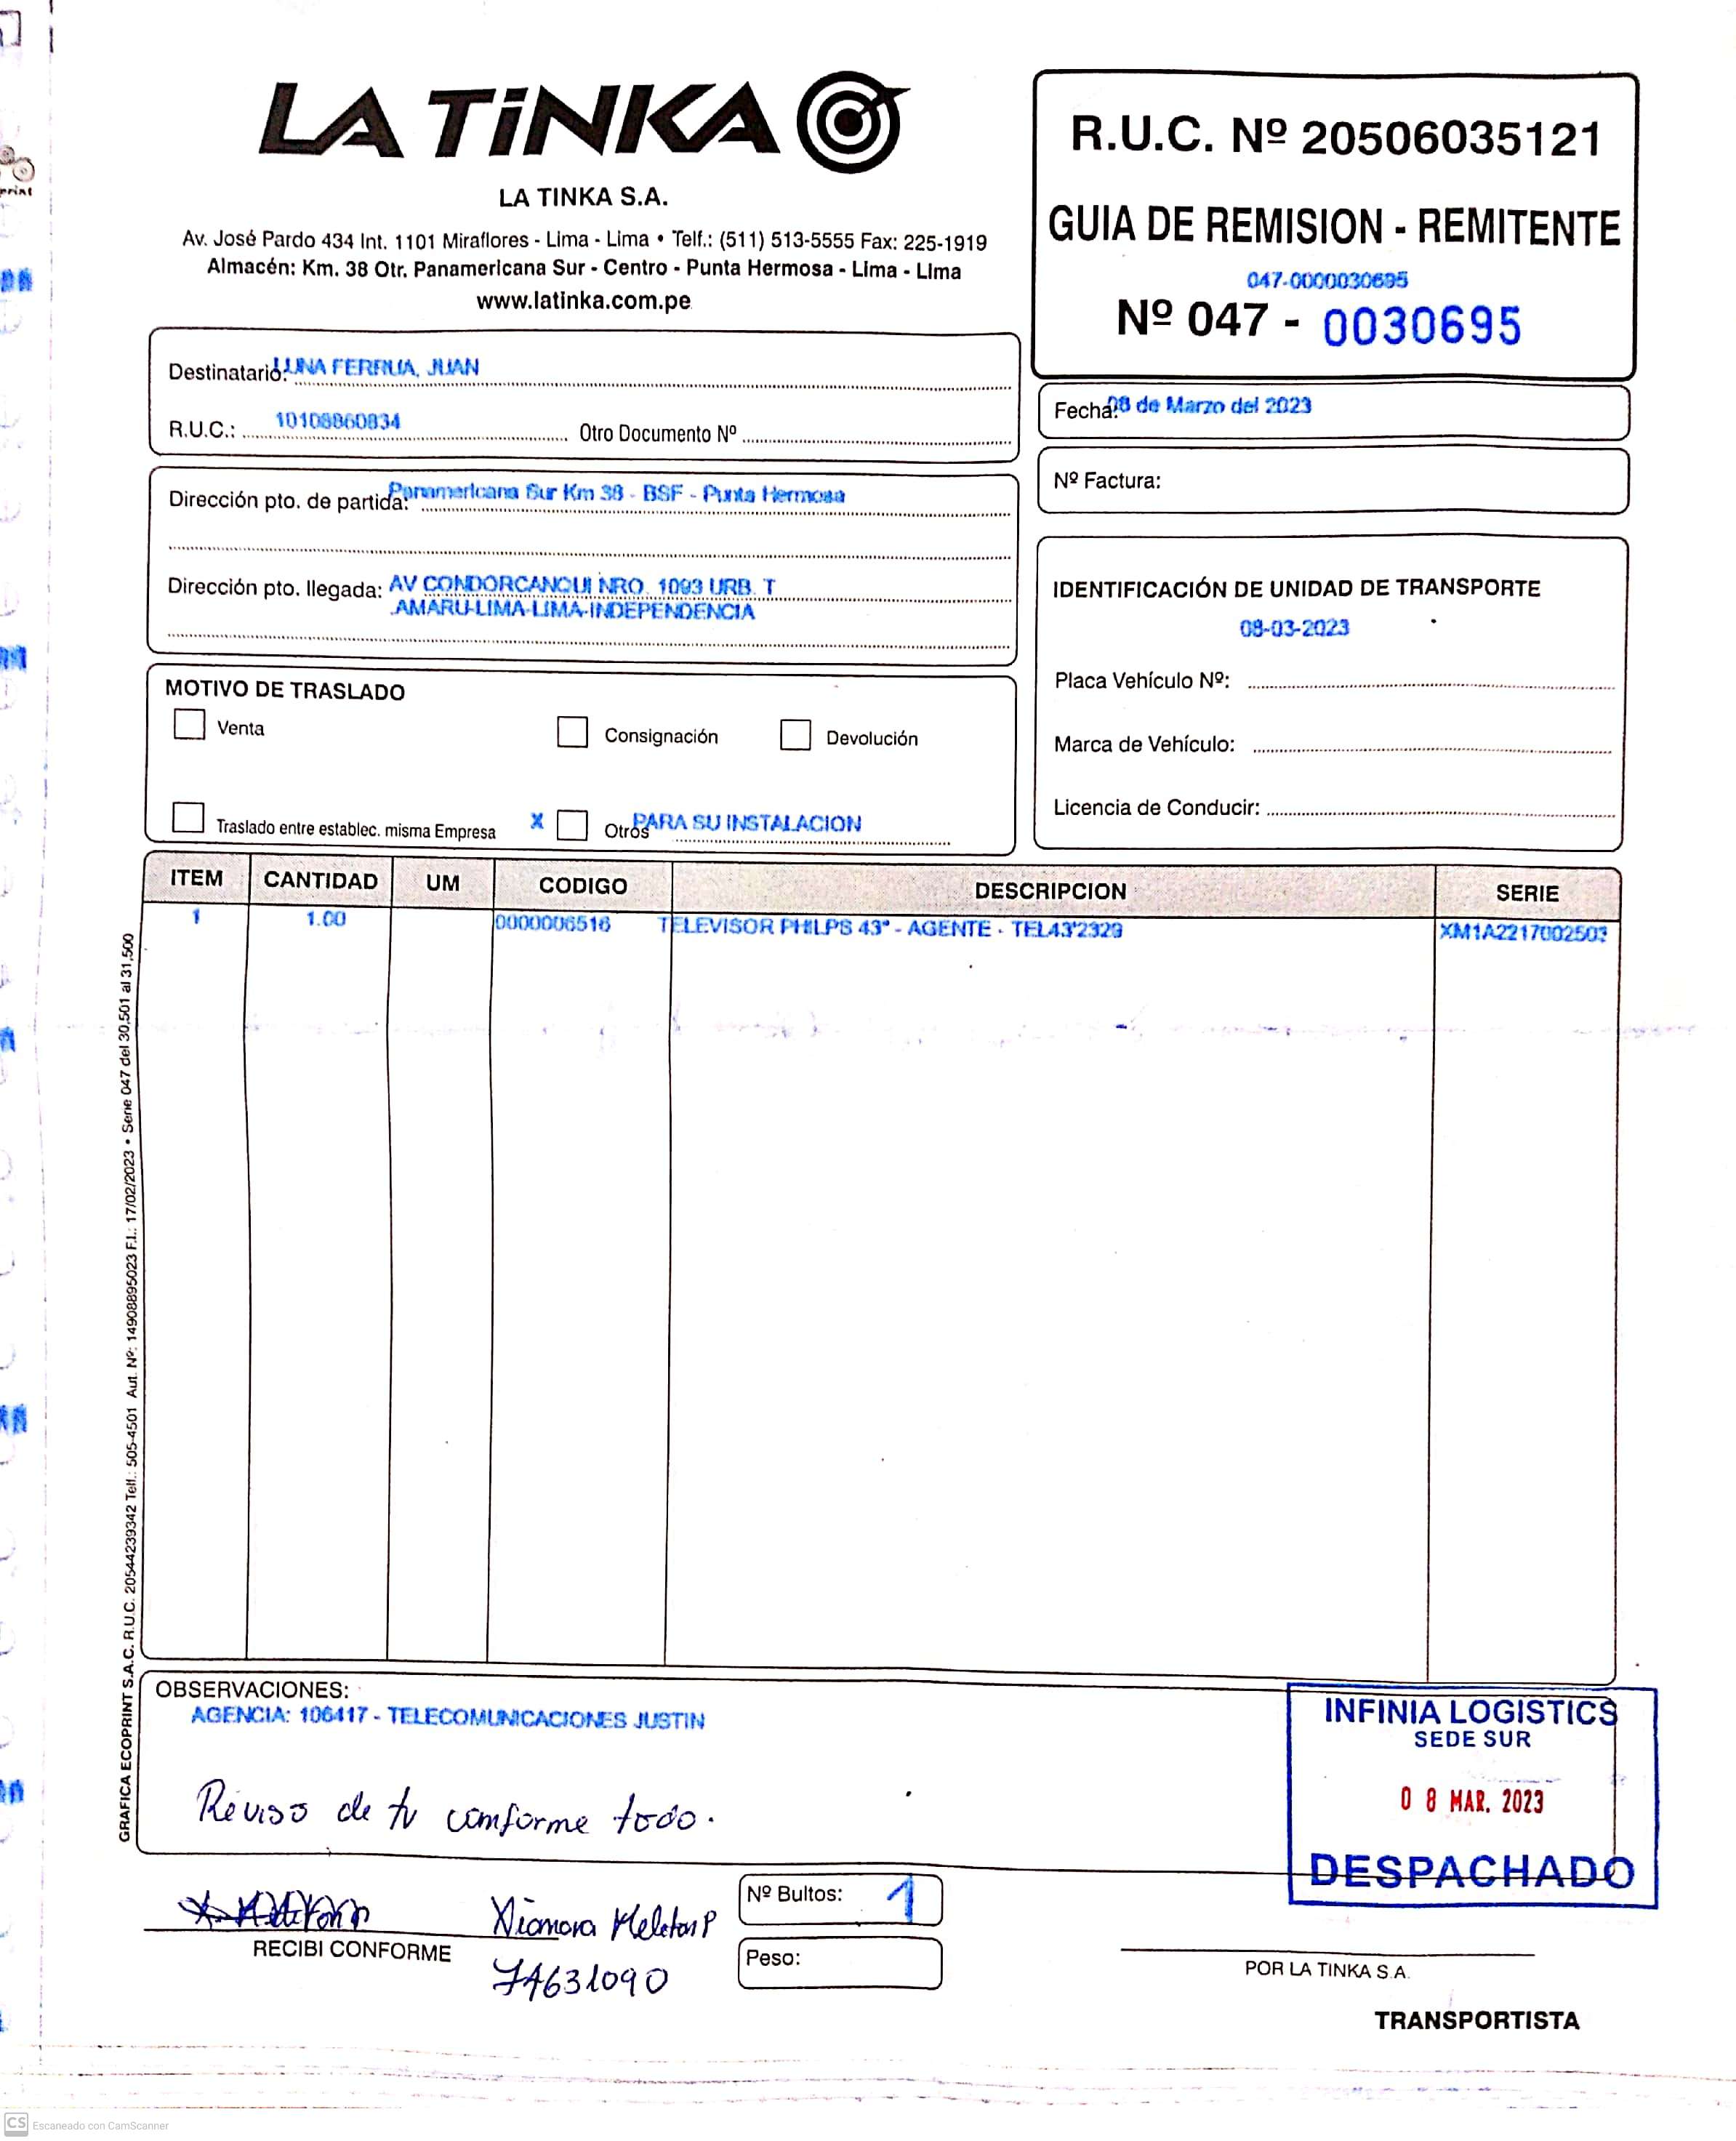 LA TiNKA
LA TINKA S.A.
Av. José Pardo 434 Int. 1101 Miraflores - Lima - Lima • Telf.: (511) 513-5555 Fax: 225-1919
Almacén: Km. 38 Otr. Panamericana Sur - Centro - Punta Hermosa - Lima - Lima
www.latinka.com.pe
R.U.C. Nº 20506035121
GUIA DE REMISION - REMITENTE
047-0000030695
Nº 047 - 0030695
Destinatario: LUNA FERRUA, JUAN
R.U.C.: 10108860834 Otro Documento Nº
Fecha: 08 de Marzo del 2023
Nº Factura:
Dirección pto. de partida: Panamericana Sur Km 38 - BSF - Punta Hermosa
Dirección pto. llegada: AV CONDORCANQUI NRO. 1093 URB. T
AMARU-LIMA-LIMA-INDEPENDENCIA
IDENTIFICACIÓN DE UNIDAD DE TRANSPORTE
08-03-2023
Placa Vehículo Nº:
Marca de Vehículo:
Licencia de Conducir:
MOTIVO DE TRASLADO
Venta Consignación Devolución
Traslado entre establec. misma Empresa X Otros PARA SU INSTALACION
ITEM CANTIDAD UM CODIGO DESCRIPCION SERIE
1 1.00 0000006516 TELEVISOR PHILPS 43" - AGENTE - TEL43'2329 XM1A2217002503
GRAFICA ECOPRINT S.A.C. R.U.C. 20544239342 Telf.: 505-4501 Aut. Nº: 14908895023 F.I.: 17/02/2023 • Serie 047 del 30,501 al 31,500
OBSERVACIONES:
AGENCIA: 106417 - TELECOMUNICACIONES JUSTIN
Reviso de tv comforme todo.
INFINIA LOGISTICS
SEDE SUR
08 MAR. 2023
DESPACHADO
RECIBI CONFORME
Xiomara Meleton P
74631090
Nº Bultos: 1
Peso:
POR LA TINKA S.A.
TRANSPORTISTA
CS Escaneado con CamScanner